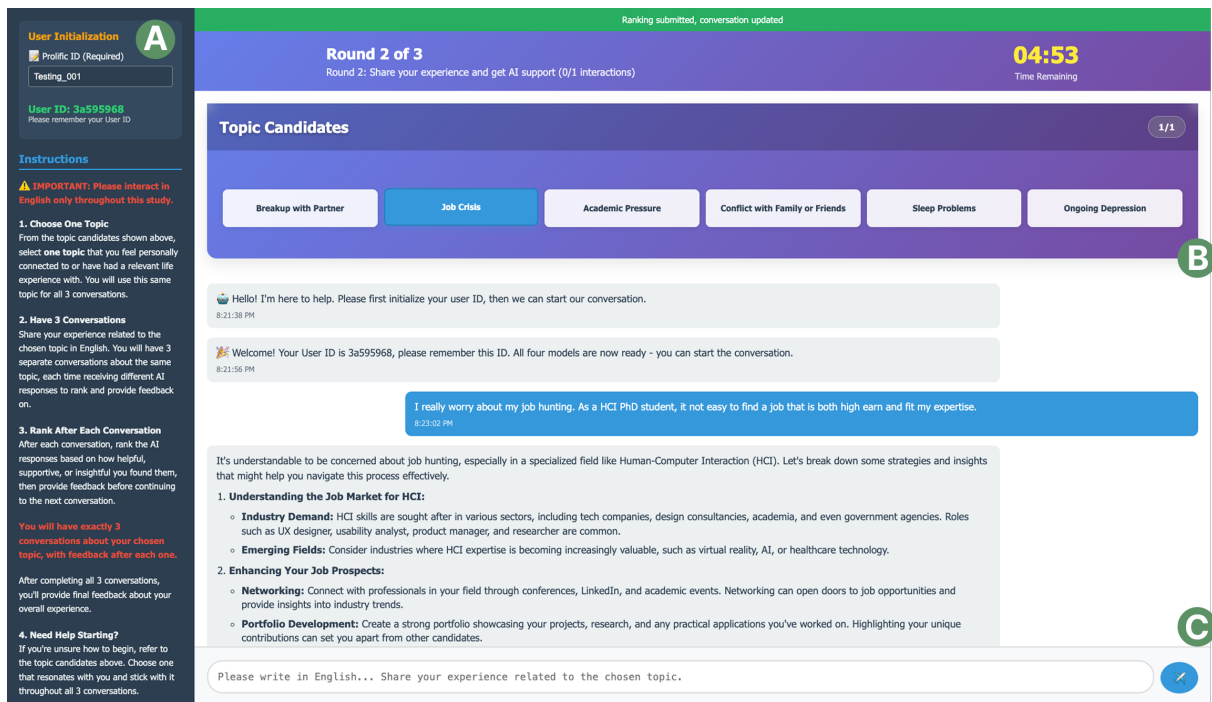 User Initialization
A
📝 Prolific ID (Required)
Testing_001
User ID: 3a595968
Please remember your User ID
Instructions
⚠️ IMPORTANT: Please interact in
English only throughout this study.
1. Choose One Topic
From the topic candidates shown above,
select one topic that you feel personally
connected to or have had a relevant life
experience with. You will use this same
topic for all 3 conversations.
2. Have 3 Conversations
Share your experience related to the
chosen topic in English. You will have 3
separate conversations about the same
topic, each time receiving different AI
responses to rank and provide feedback
on.
3. Rank After Each Conversation
After each conversation, rank the AI
responses based on how helpful,
supportive, or insightful you found them,
then provide feedback before continuing
to the next conversation.
You will have exactly 3
conversations about your chosen
topic, with feedback after each one.
After completing all 3 conversations,
you'll provide final feedback about your
overall experience.
4. Need Help Starting?
If you're unsure how to begin, refer to
the topic candidates above. Choose one
that resonates with you and stick with it
throughout all 3 conversations.
Ranking submitted, conversation updated
Round 2 of 3
Round 2: Share your experience and get AI support (0/1 interactions)
04:53
Time Remaining
Topic Candidates
1/1
Breakup with Partner
Job Crisis
Academic Pressure
Conflict with Family or Friends
Sleep Problems
Ongoing Depression
B
🤖 Hello! I'm here to help. Please first initialize your user ID, then we can start our conversation.
8:21:38 PM
🎉 Welcome! Your User ID is 3a595968, please remember this ID. All four models are now ready - you can start the conversation.
8:21:56 PM
I really worry about my job hunting. As a HCI PhD student, it not easy to find a job that is both high earn and fit my expertise.
8:23:02 PM
It's understandable to be concerned about job hunting, especially in a specialized field like Human-Computer Interaction (HCI). Let's break down some strategies and insights
that might help you navigate this process effectively.
1. Understanding the Job Market for HCI:
◦ Industry Demand: HCI skills are sought after in various sectors, including tech companies, design consultancies, academia, and even government agencies. Roles
such as UX designer, usability analyst, product manager, and researcher are common.
◦ Emerging Fields: Consider industries where HCI expertise is becoming increasingly valuable, such as virtual reality, AI, or healthcare technology.
2. Enhancing Your Job Prospects:
◦ Networking: Connect with professionals in your field through conferences, LinkedIn, and academic events. Networking can open doors to job opportunities and
provide insights into industry trends.
◦ Portfolio Development: Create a strong portfolio showcasing your projects, research, and any practical applications you've worked on. Highlighting your unique
contributions can set you apart from other candidates.
C
Please write in English... Share your experience related to the chosen topic.